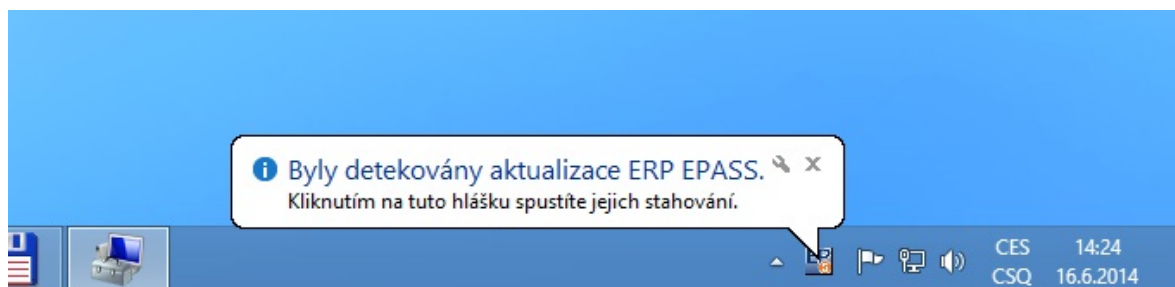 Byly detekovány aktualizace ERP EPASS.
Kliknutím na tuto hlášku spustíte jejich stahování.
CES 14:24
CSQ 16.6.2014